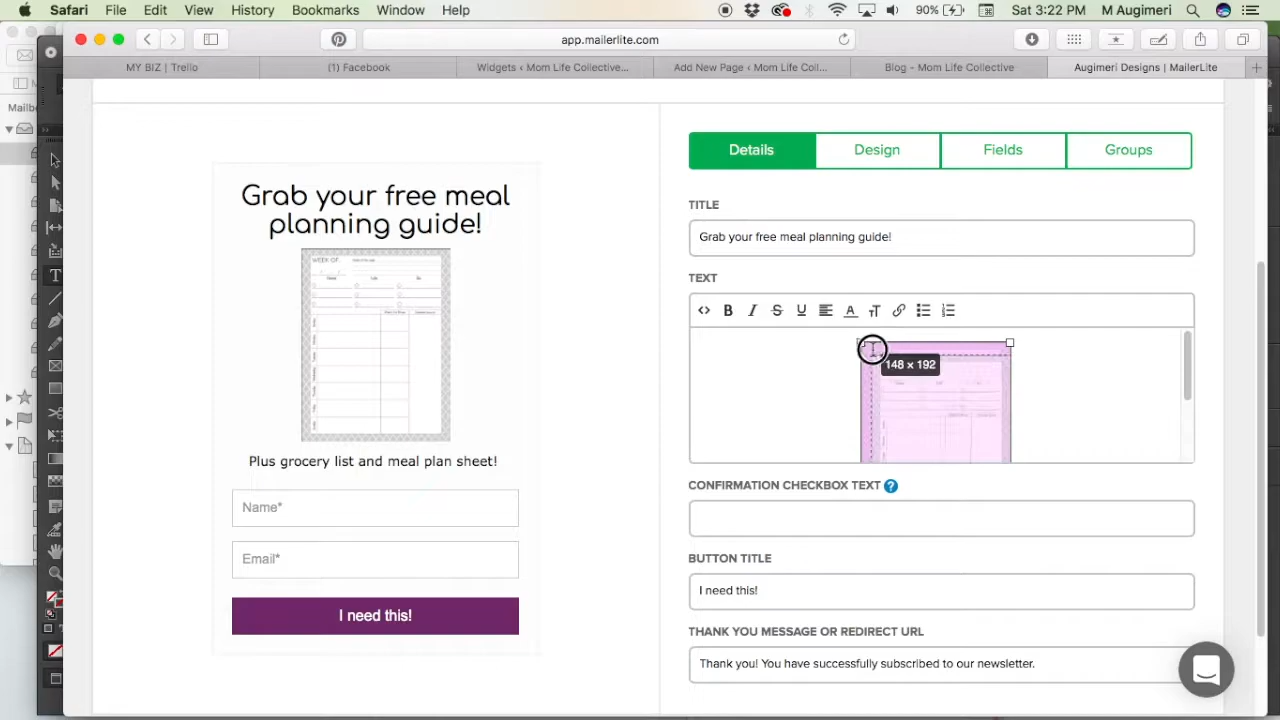 Safari File Edit View History Bookmarks Window Help
90% Sat 3:22 PM M Augimeri
app.mailerlite.com
MY BIZ | Trello
(1) Facebook
Widgets ‹ Mom Life Collective...
Add New Page ‹ Mom Life Coll...
Blog – Mom Life Collective
Augimeri Designs | MailerLite
Mailbo
Grab your free meal
planning guide!
WEEK OF:
Plus grocery list and meal plan sheet!
Name*
Email*
I need this!
Details
Design
Fields
Groups
TITLE
Grab your free meal planning guide!
TEXT
148 x 192
CONFIRMATION CHECKBOX TEXT ?
BUTTON TITLE
I need this!
THANK YOU MESSAGE OR REDIRECT URL
Thank you! You have successfully subscribed to our newsletter.